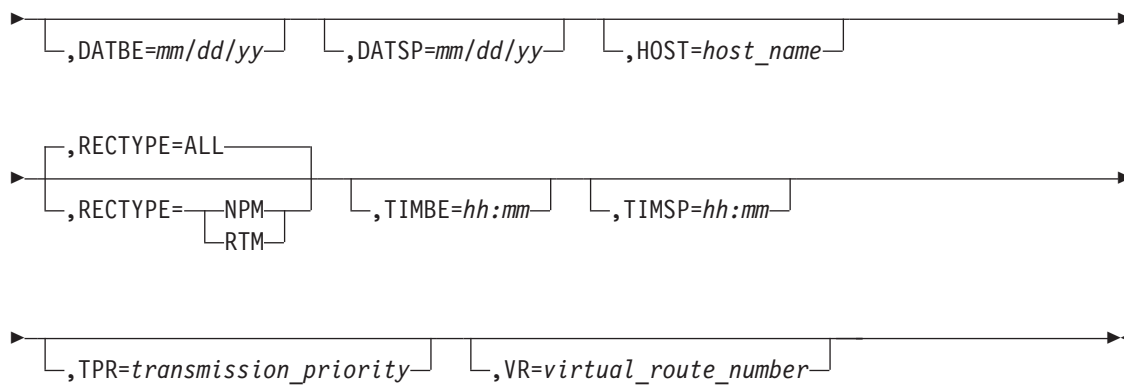 ,DATBE=mm/dd/yy ,DATSP=mm/dd/yy ,HOST=host_name
,RECTYPE=ALL
,RECTYPE= NPM ,TIMBE=hh:mm ,TIMSP=hh:mm
RTM
,TPR=transmission_priority ,VR=virtual_route_number